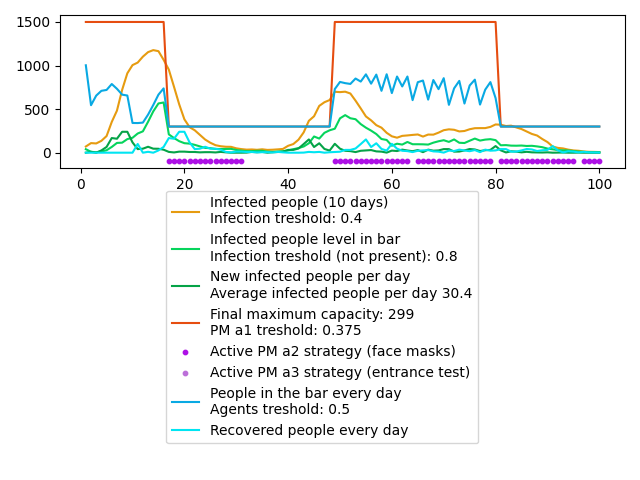 1500
1000
500
0
0
20
40
60
80
100
Infected people (10 days)
Infection treshold: 0.4
Infected people level in bar
Infection treshold (not present): 0.8
New infected people per day
Average infected people per day 30.4
Final maximum capacity: 299
PM a1 treshold: 0.375
Active PM a2 strategy (face masks)
Active PM a3 strategy (entrance test)
People in the bar every day
Agents treshold: 0.5
Recovered people every day